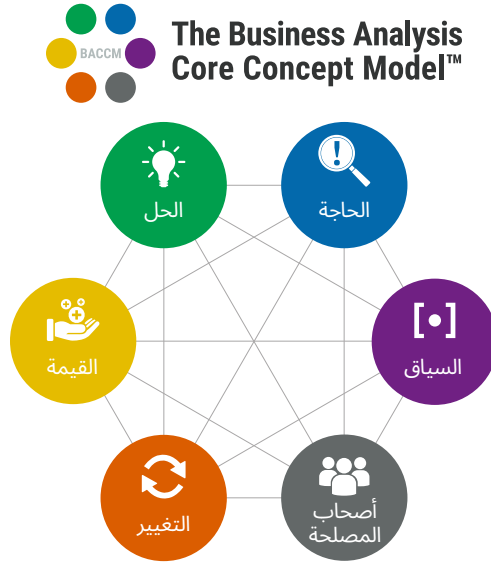 BACCM
The Business Analysis
Core Concept Model™
الحل
الحاجة
القيمة
السياق
التغيير
أصحاب
المصلحة